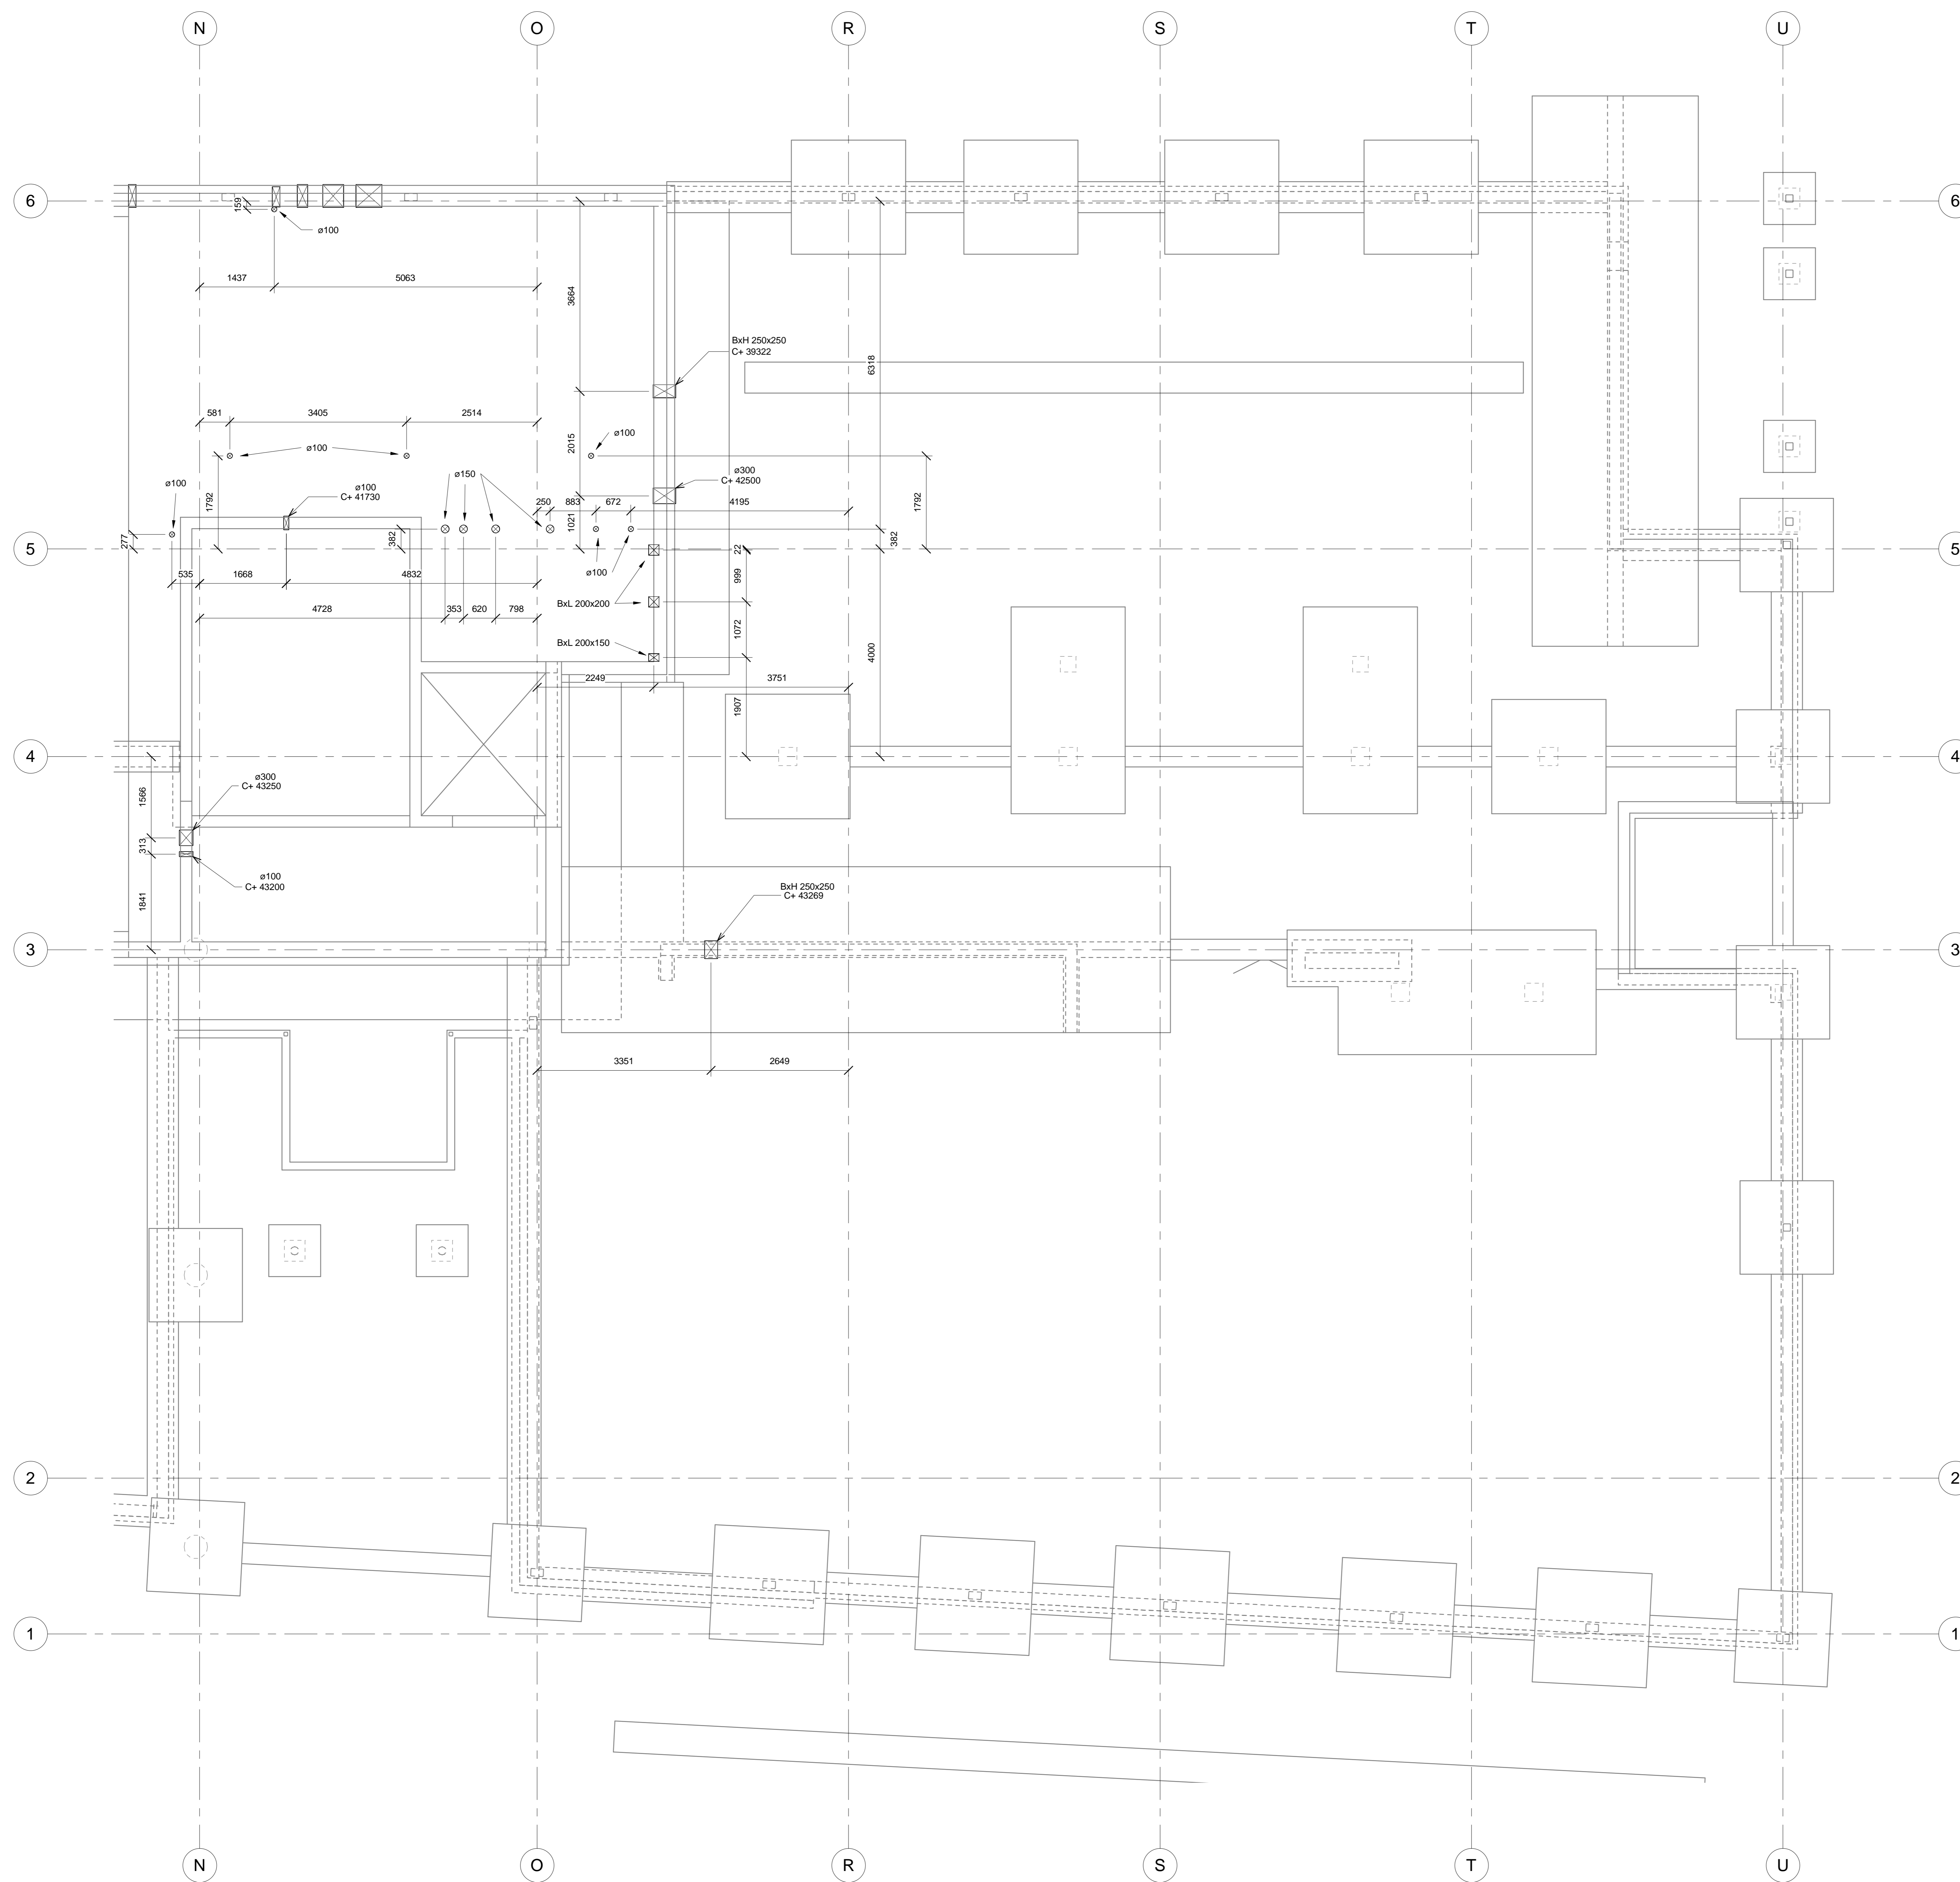 N O R S T U
6 6
159
ø100
1437 5063
3664
BxH 250x250
C+ 39322
6318
581 3405 2514
ø100
ø100
2015
ø150
ø300
C+ 42500
ø100
ø100
C+ 41730
1792
250 883 672 4195
1792
1021
382
382
277
5 5
22
535 1668 4832
ø100
999
BxL 200x200
4728 353 620 798
1072
BxL 200x150
4000
2249 3751
1907
4 4
ø300
C+ 43250
1566
313
ø100
C+ 43200
BxH 250x250
C+ 43269
1841
3 3
3351 2649
2 2
1 1
N O R S T U